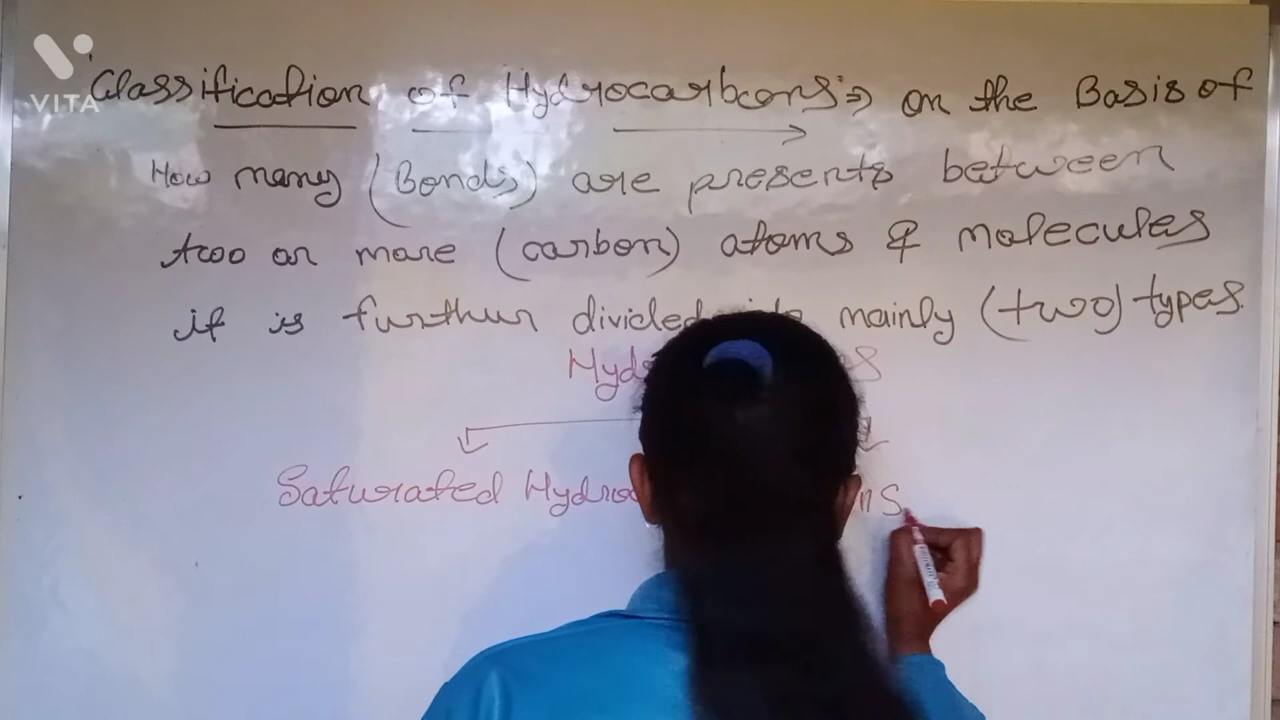 VITA
Classification of Hydrocarbons:⇒ on the Basis of
How many (Bonds) are presents between
two or more (carbon) atoms & molecules
it is further divided mainly (two) types.
Saturated